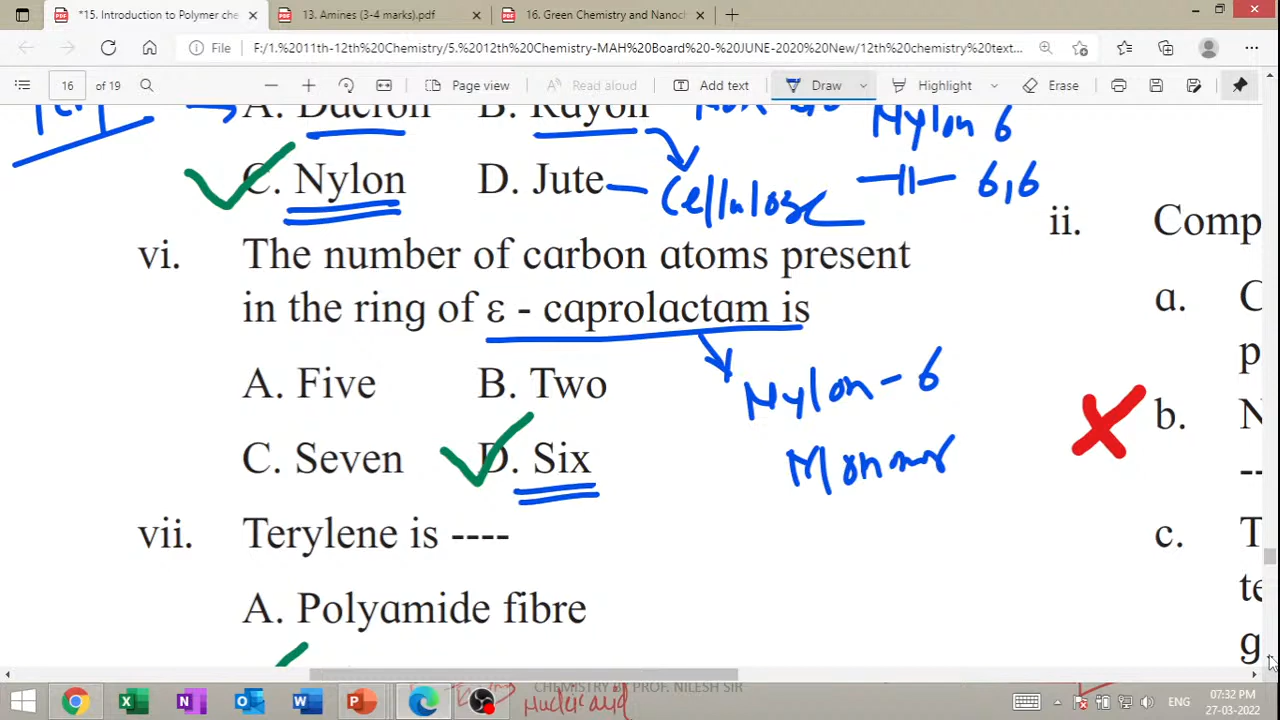 *15. Introduction to Polymer che
13. Amines (3-4 marks).pdf
16. Green Chemistry and Nanoch
File
F:/1.%2011th-12th%20Chemistry/5.%2012th%20Chemistry-MAH%20Board%20-%20JUNE-2020%20New/12th%20chemistry%20text...
16 of 19
Page view
Read aloud
Add text
Draw
Highlight
Erase
A. Dacron B. Rayon
Nylon 6
C. Nylon D. Jute
Cellulose
6,6
vi. The number of carbon atoms present
in the ring of ε - caprolactam is
A. Five B. Two
Nylon - 6
C. Seven D. Six
Monomer
vii. Terylene is ----
A. Polyamide fibre
ii. Comp
a. C
p
b. N
--
c. T
te
g
CHEMISTRY BY PROF. NILESH SIR
ENG
07:32 PM
27-03-2022